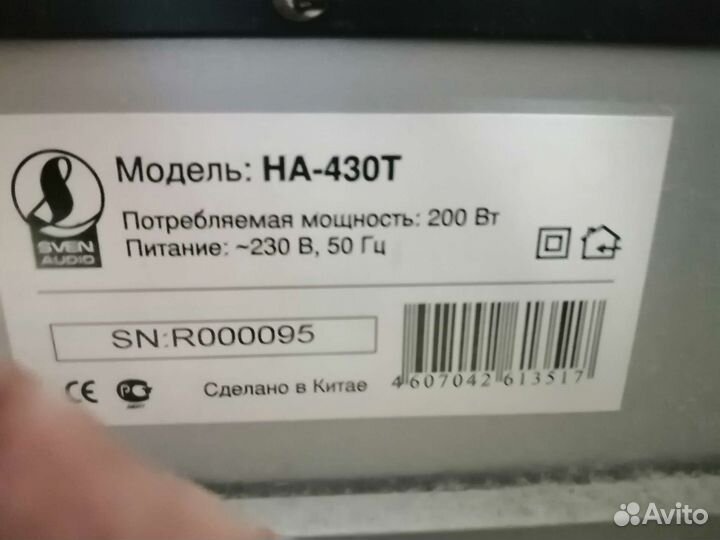 Модель: HA-430T
SVEN
AUDIO
Потребляемая мощность: 200 Вт
Питание: ~230 В, 50 Гц
SN:R000095
CE
Сделано в Китае
4 607042 613517
Avito